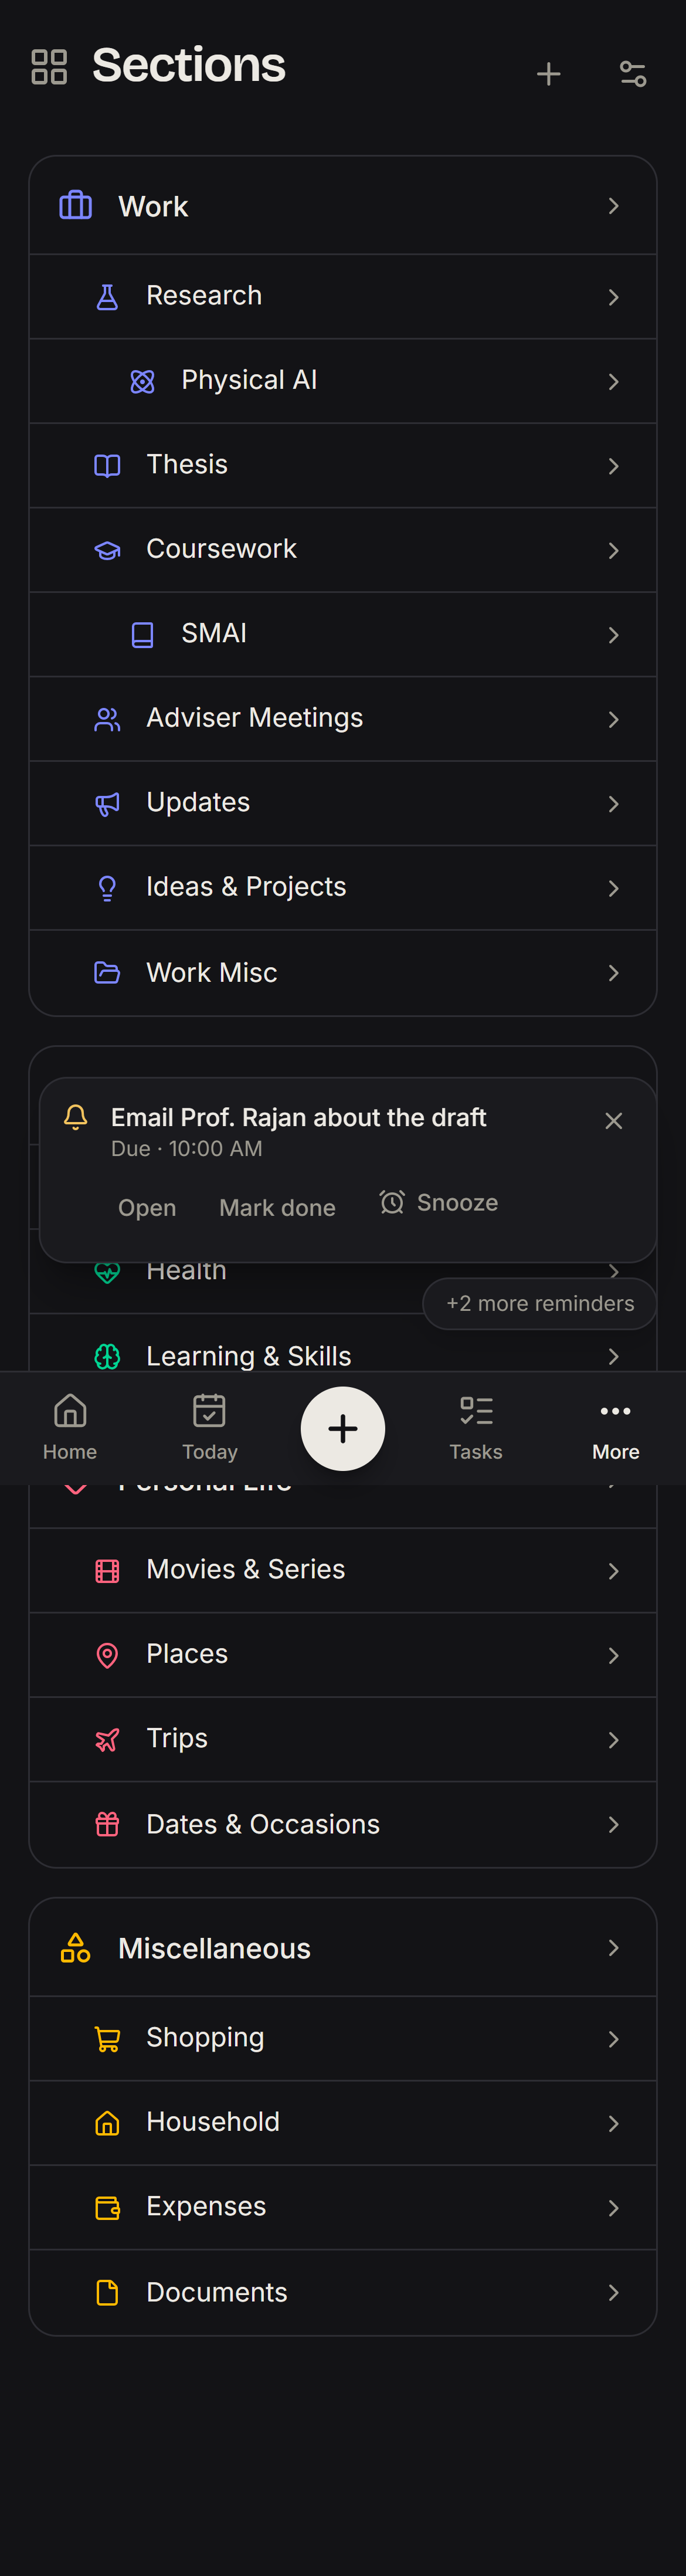 Sections
Work
Research
Physical AI
Thesis
Coursework
SMAI
Adviser Meetings
Updates
Ideas & Projects
Work Misc
Email Prof. Rajan about the draft
Due · 10:00 AM
Open Mark done Snooze
Health
+2 more reminders
Learning & Skills
Home Today Tasks More
Personal Life
Movies & Series
Places
Trips
Dates & Occasions
Miscellaneous
Shopping
Household
Expenses
Documents